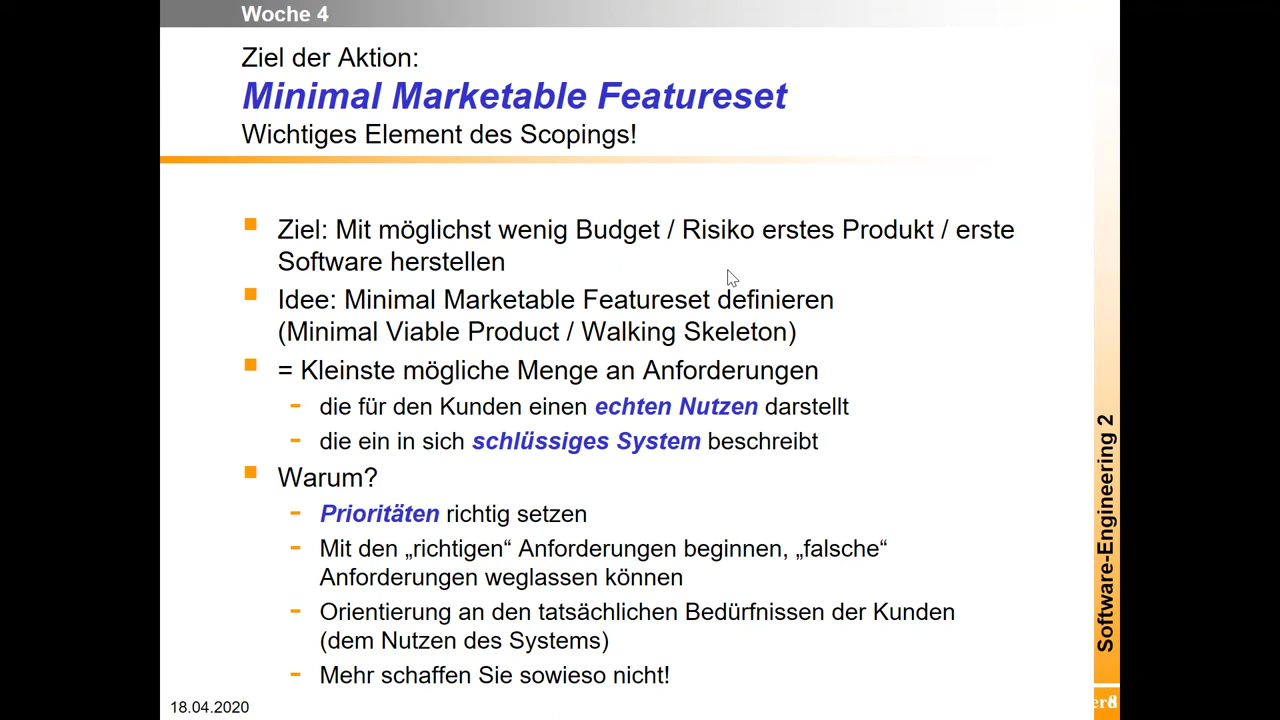 Woche 4
Ziel der Aktion:
Minimal Marketable Featureset
Wichtiges Element des Scopings!
Ziel: Mit möglichst wenig Budget / Risiko erstes Produkt / erste
Software herstellen
Idee: Minimal Marketable Featureset definieren
(Minimal Viable Product / Walking Skeleton)
= Kleinste mögliche Menge an Anforderungen
- die für den Kunden einen echten Nutzen darstellt
- die ein in sich schlüssiges System beschreibt
Warum?
- Prioritäten richtig setzen
- Mit den „richtigen“ Anforderungen beginnen, „falsche“
Anforderungen weglassen können
- Orientierung an den tatsächlichen Bedürfnissen der Kunden
(dem Nutzen des Systems)
- Mehr schaffen Sie sowieso nicht!
Software-Engineering 2
18.04.2020